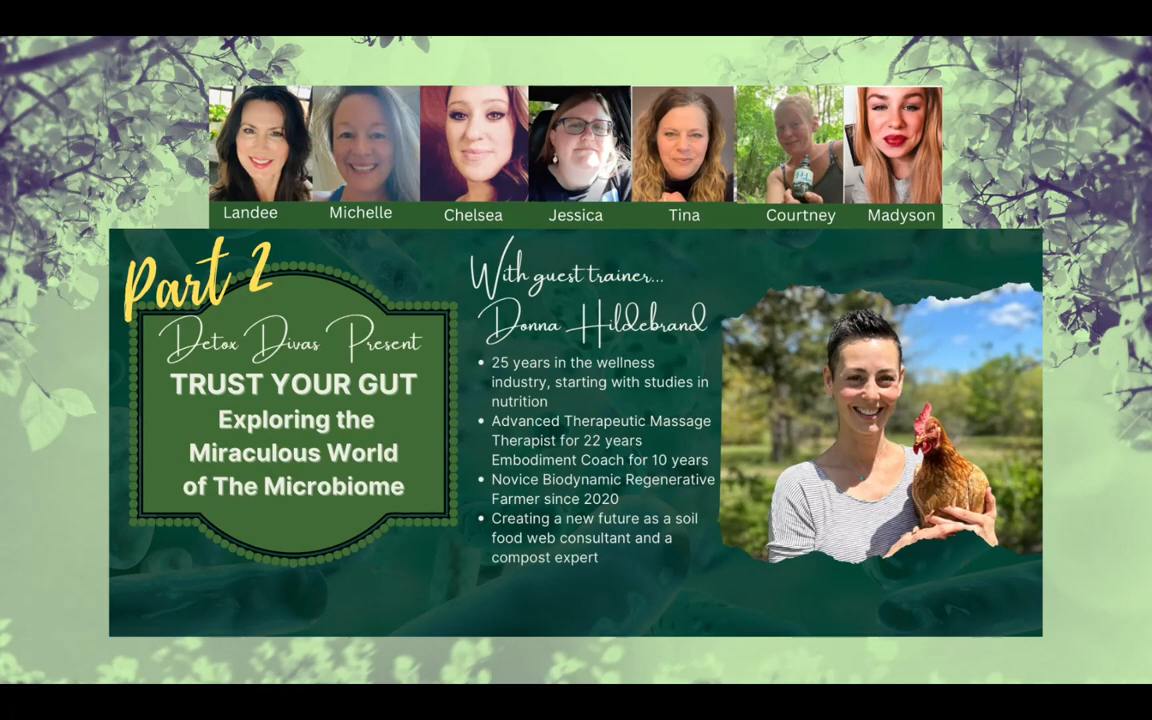 Landee
Michelle
Chelsea
Jessica
Tina
Courtney
Madyson
Part 2
Detox Divas Present
TRUST YOUR GUT
Exploring the
Miraculous World
of The Microbiome
With guest trainer...
Donna Hildebrand
• 25 years in the wellness
industry, starting with studies in
nutrition
• Advanced Therapeutic Massage
Therapist for 22 years
Embodiment Coach for 10 years
• Novice Biodynamic Regenerative
Farmer since 2020
• Creating a new future as a soil
food web consultant and a
compost expert